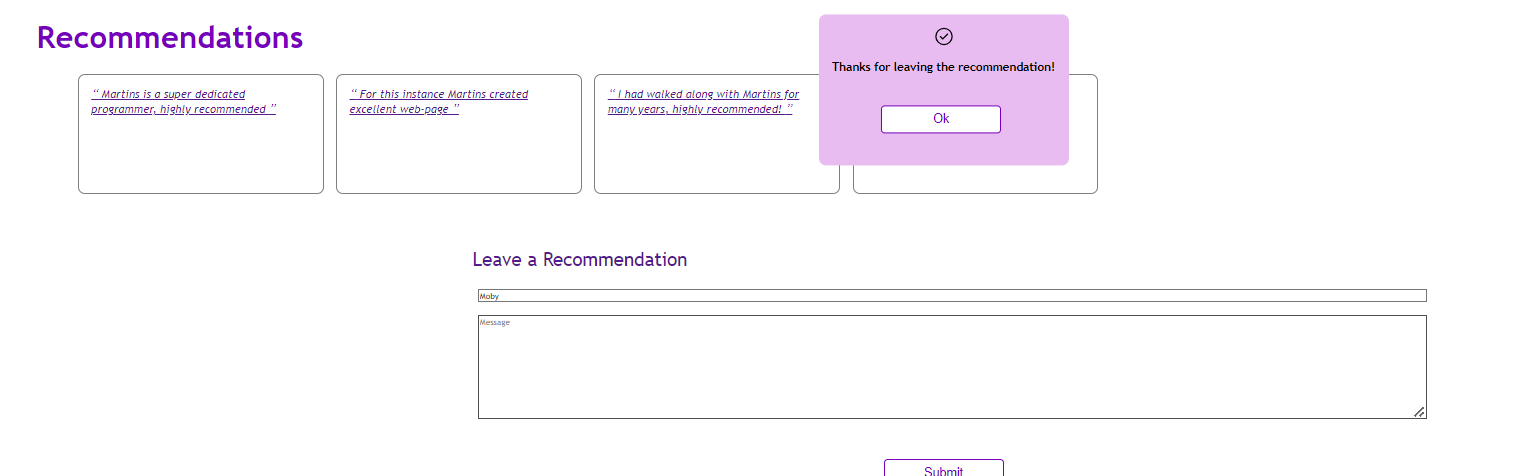 Recommendations
“ Martins is a super dedicated
programmer, highly recommended ”
“ For this instance Martins created
excellent web-page ”
“ I had walked along with Martins for
many years, highly recommended! ”
Thanks for leaving the recommendation!
Ok
Leave a Recommendation
Moby
Message
Submit